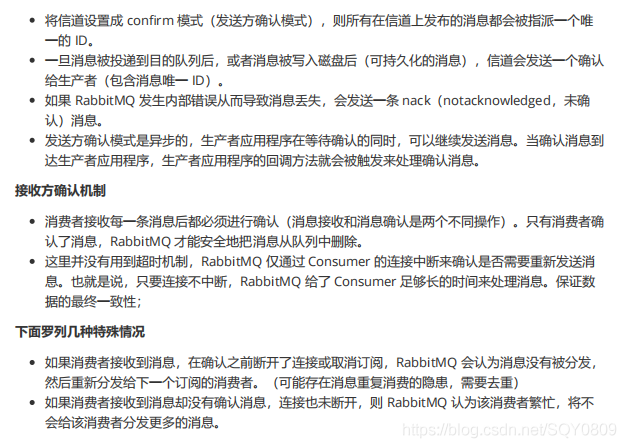 • 将信道设置成 confirm 模式（发送方确认模式），则所有在信道上发布的消息都会被指派一个唯
一的 ID。
• 一旦消息被投递到目的队列后，或者消息被写入磁盘后（可持久化的消息），信道会发送一个确认
给生产者（包含消息唯一 ID）。
• 如果 RabbitMQ 发生内部错误从而导致消息丢失，会发送一条 nack（notacknowledged，未确
认）消息。
• 发送方确认模式是异步的，生产者应用程序在等待确认的同时，可以继续发送消息。当确认消息到
达生产者应用程序，生产者应用程序的回调方法就会被触发来处理确认消息。
接收方确认机制
• 消费者接收每一条消息后都必须进行确认（消息接收和消息确认是两个不同操作）。只有消费者确
认了消息，RabbitMQ 才能安全地把消息从队列中删除。
• 这里并没有用到超时机制，RabbitMQ 仅通过 Consumer 的连接中断来确认是否需要重新发送消
息。也就是说，只要连接不中断，RabbitMQ 给了 Consumer 足够长的时间来处理消息。保证数
据的最终一致性；
下面罗列几种特殊情况
• 如果消费者接收到消息，在确认之前断开了连接或取消订阅，RabbitMQ 会认为消息没有被分发，
然后重新分发给下一个订阅的消费者。（可能存在消息重复消费的隐患，需要去重）
• 如果消费者接收到消息却没有确认消息，连接也未断开，则 RabbitMQ 认为该消费者繁忙，将不
会给该消费者分发更多的消息。
https://blog.csdn.net/SQY0809